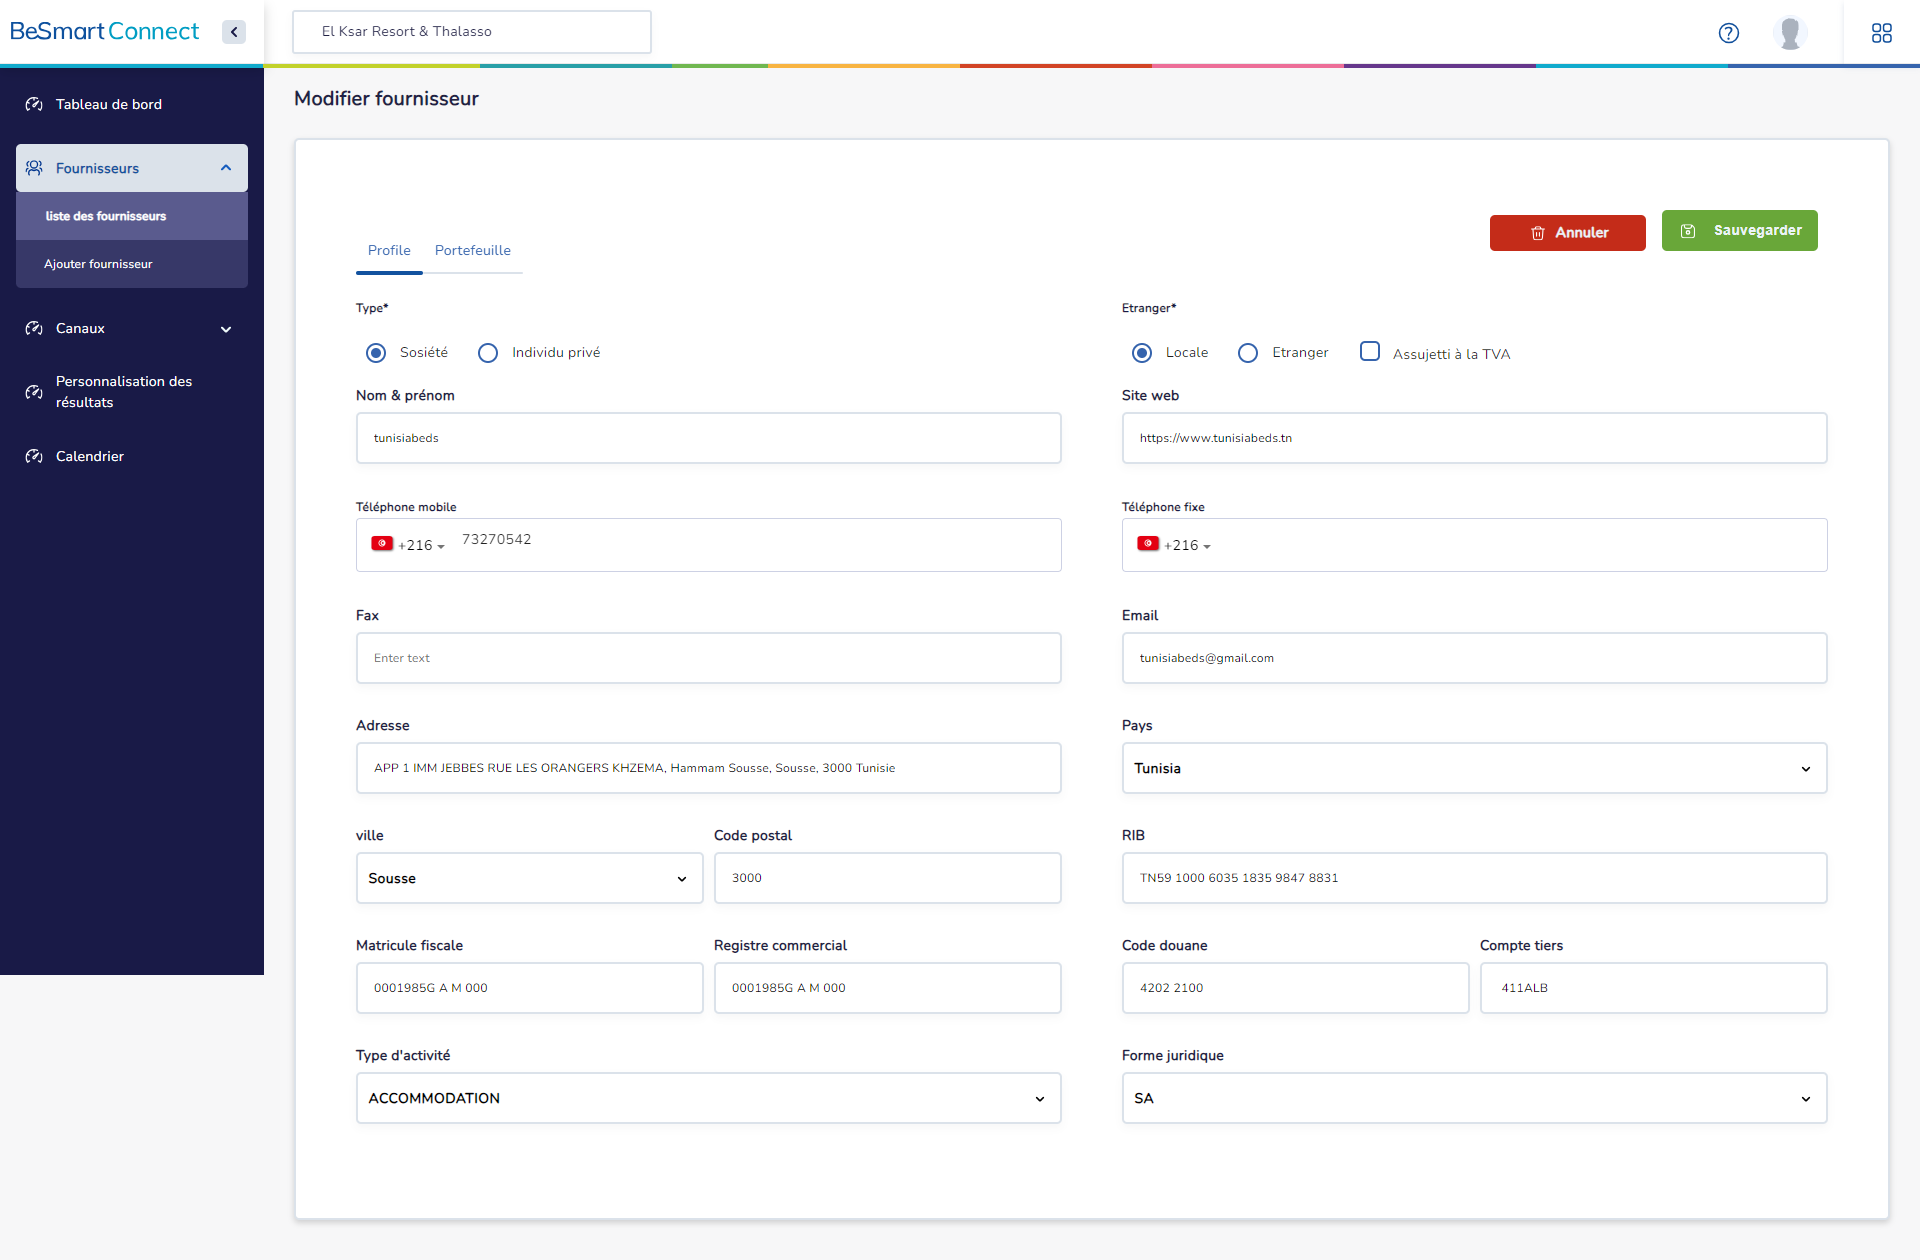 BeSmart Connect
El Ksar Resort & Thalasso
Tableau de bord
Fournisseurs
liste des fournisseurs
Ajouter fournisseur
Canaux
Personnalisation des
résultats
Calendrier
Modifier fournisseur
Profile Portefeuille
Annuler Sauvegarder
Type* Etranger*
Sosiété Individu privé Locale Etranger Assujetti à la TVA
Nom & prénom Site web
tunisiabeds https://www.tunisiabeds.tn
Téléphone mobile Téléphone fixe
+216 73270542 +216
Fax Email
Enter text tunisiabeds@gmail.com
Adresse Pays
APP 1 IMM JEBBES RUE LES ORANGERS KHZEMA, Hammam Sousse, Sousse, 3000 Tunisie Tunisia
ville Code postal RIB
Sousse 3000 TN59 1000 6035 1835 9847 8831
Matricule fiscale Registre commercial Code douane Compte tiers
0001985G A M 000 0001985G A M 000 4202 2100 411ALB
Type d'activité Forme juridique
ACCOMMODATION SA